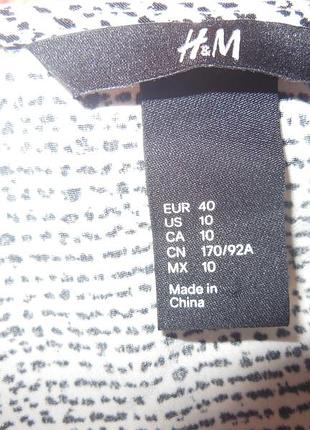 H&M
EUR 40
US 10
CA 10
CN 170/92A
MX 10
Made in
China